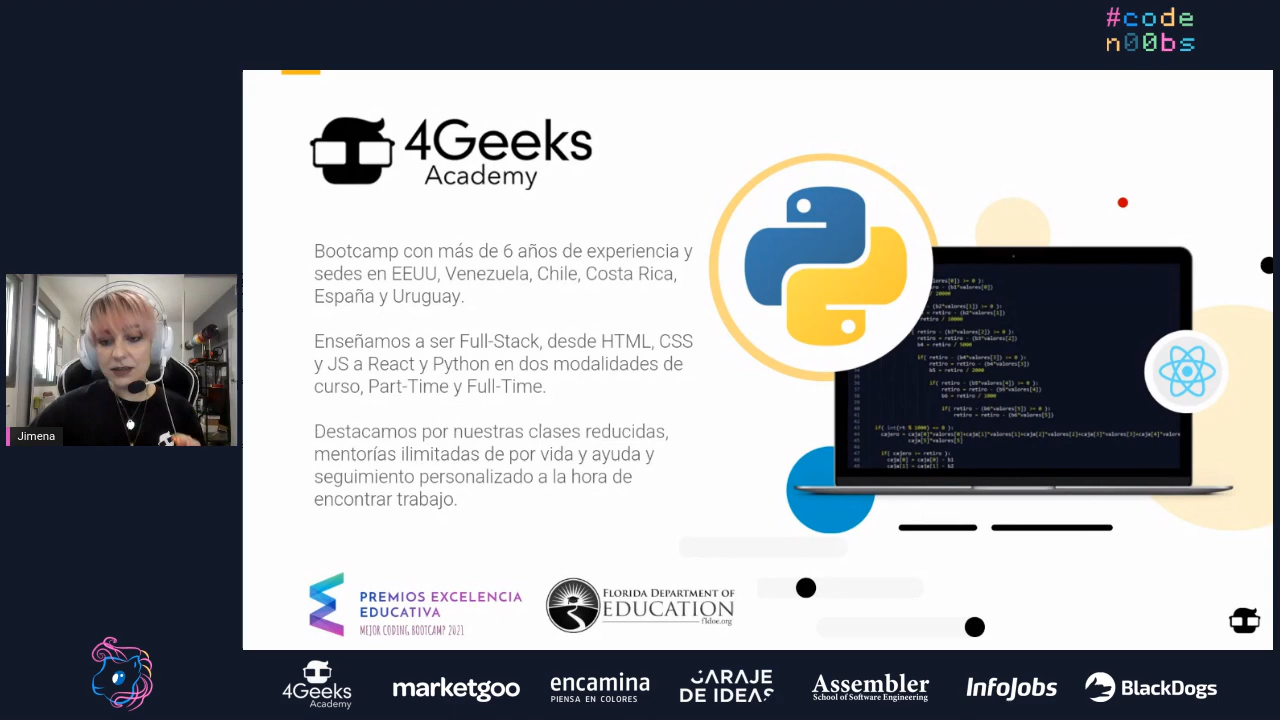 #code
n00bs
4Geeks
Academy
Bootcamp con más de 6 años de experiencia y
sedes en EEUU, Venezuela, Chile, Costa Rica,
España y Uruguay.
Enseñamos a ser Full-Stack, desde HTML, CSS
y JS a React y Python en dos modalidades de
curso, Part-Time y Full-Time.
Destacamos por nuestras clases reducidas,
mentorías ilimitadas de por vida y ayuda y
seguimiento personalizado a la hora de
encontrar trabajo.
Jimena
PREMIOS EXCELENCIA
EDUCATIVA
MEJOR CODING BOOTCAMP 2021
FLORIDA DEPARTMENT OF
EDUCATION
fldoe.org
4Geeks
Academy
marketgoo
encamina
PIENSA EN COLORES
GARAJE
DE IDEAS
Assembler
School of Software Engineering
InfoJobs
BlackDogs